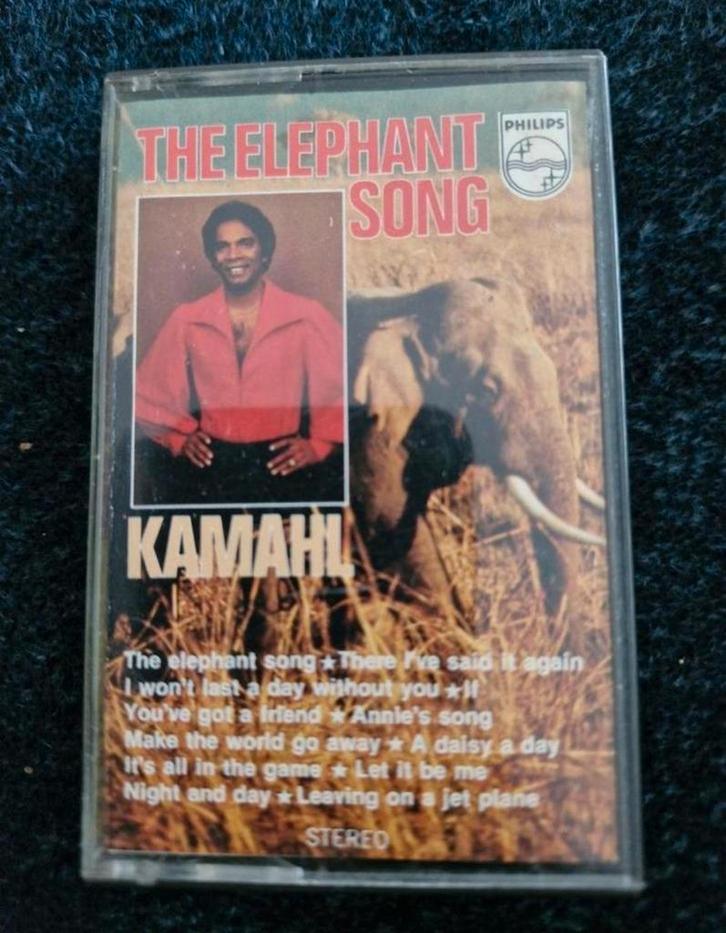 THE ELEPHANT
SONG
PHILIPS
KAMAHL
The elephant song ★ There I've said it again
I won't last a day without you ★ If
You've got a friend ★ Annie's song
Make the world go away ★ A daisy a day
It's all in the game ★ Let it be me
Night and day ★ Leaving on a jet plane
STEREO